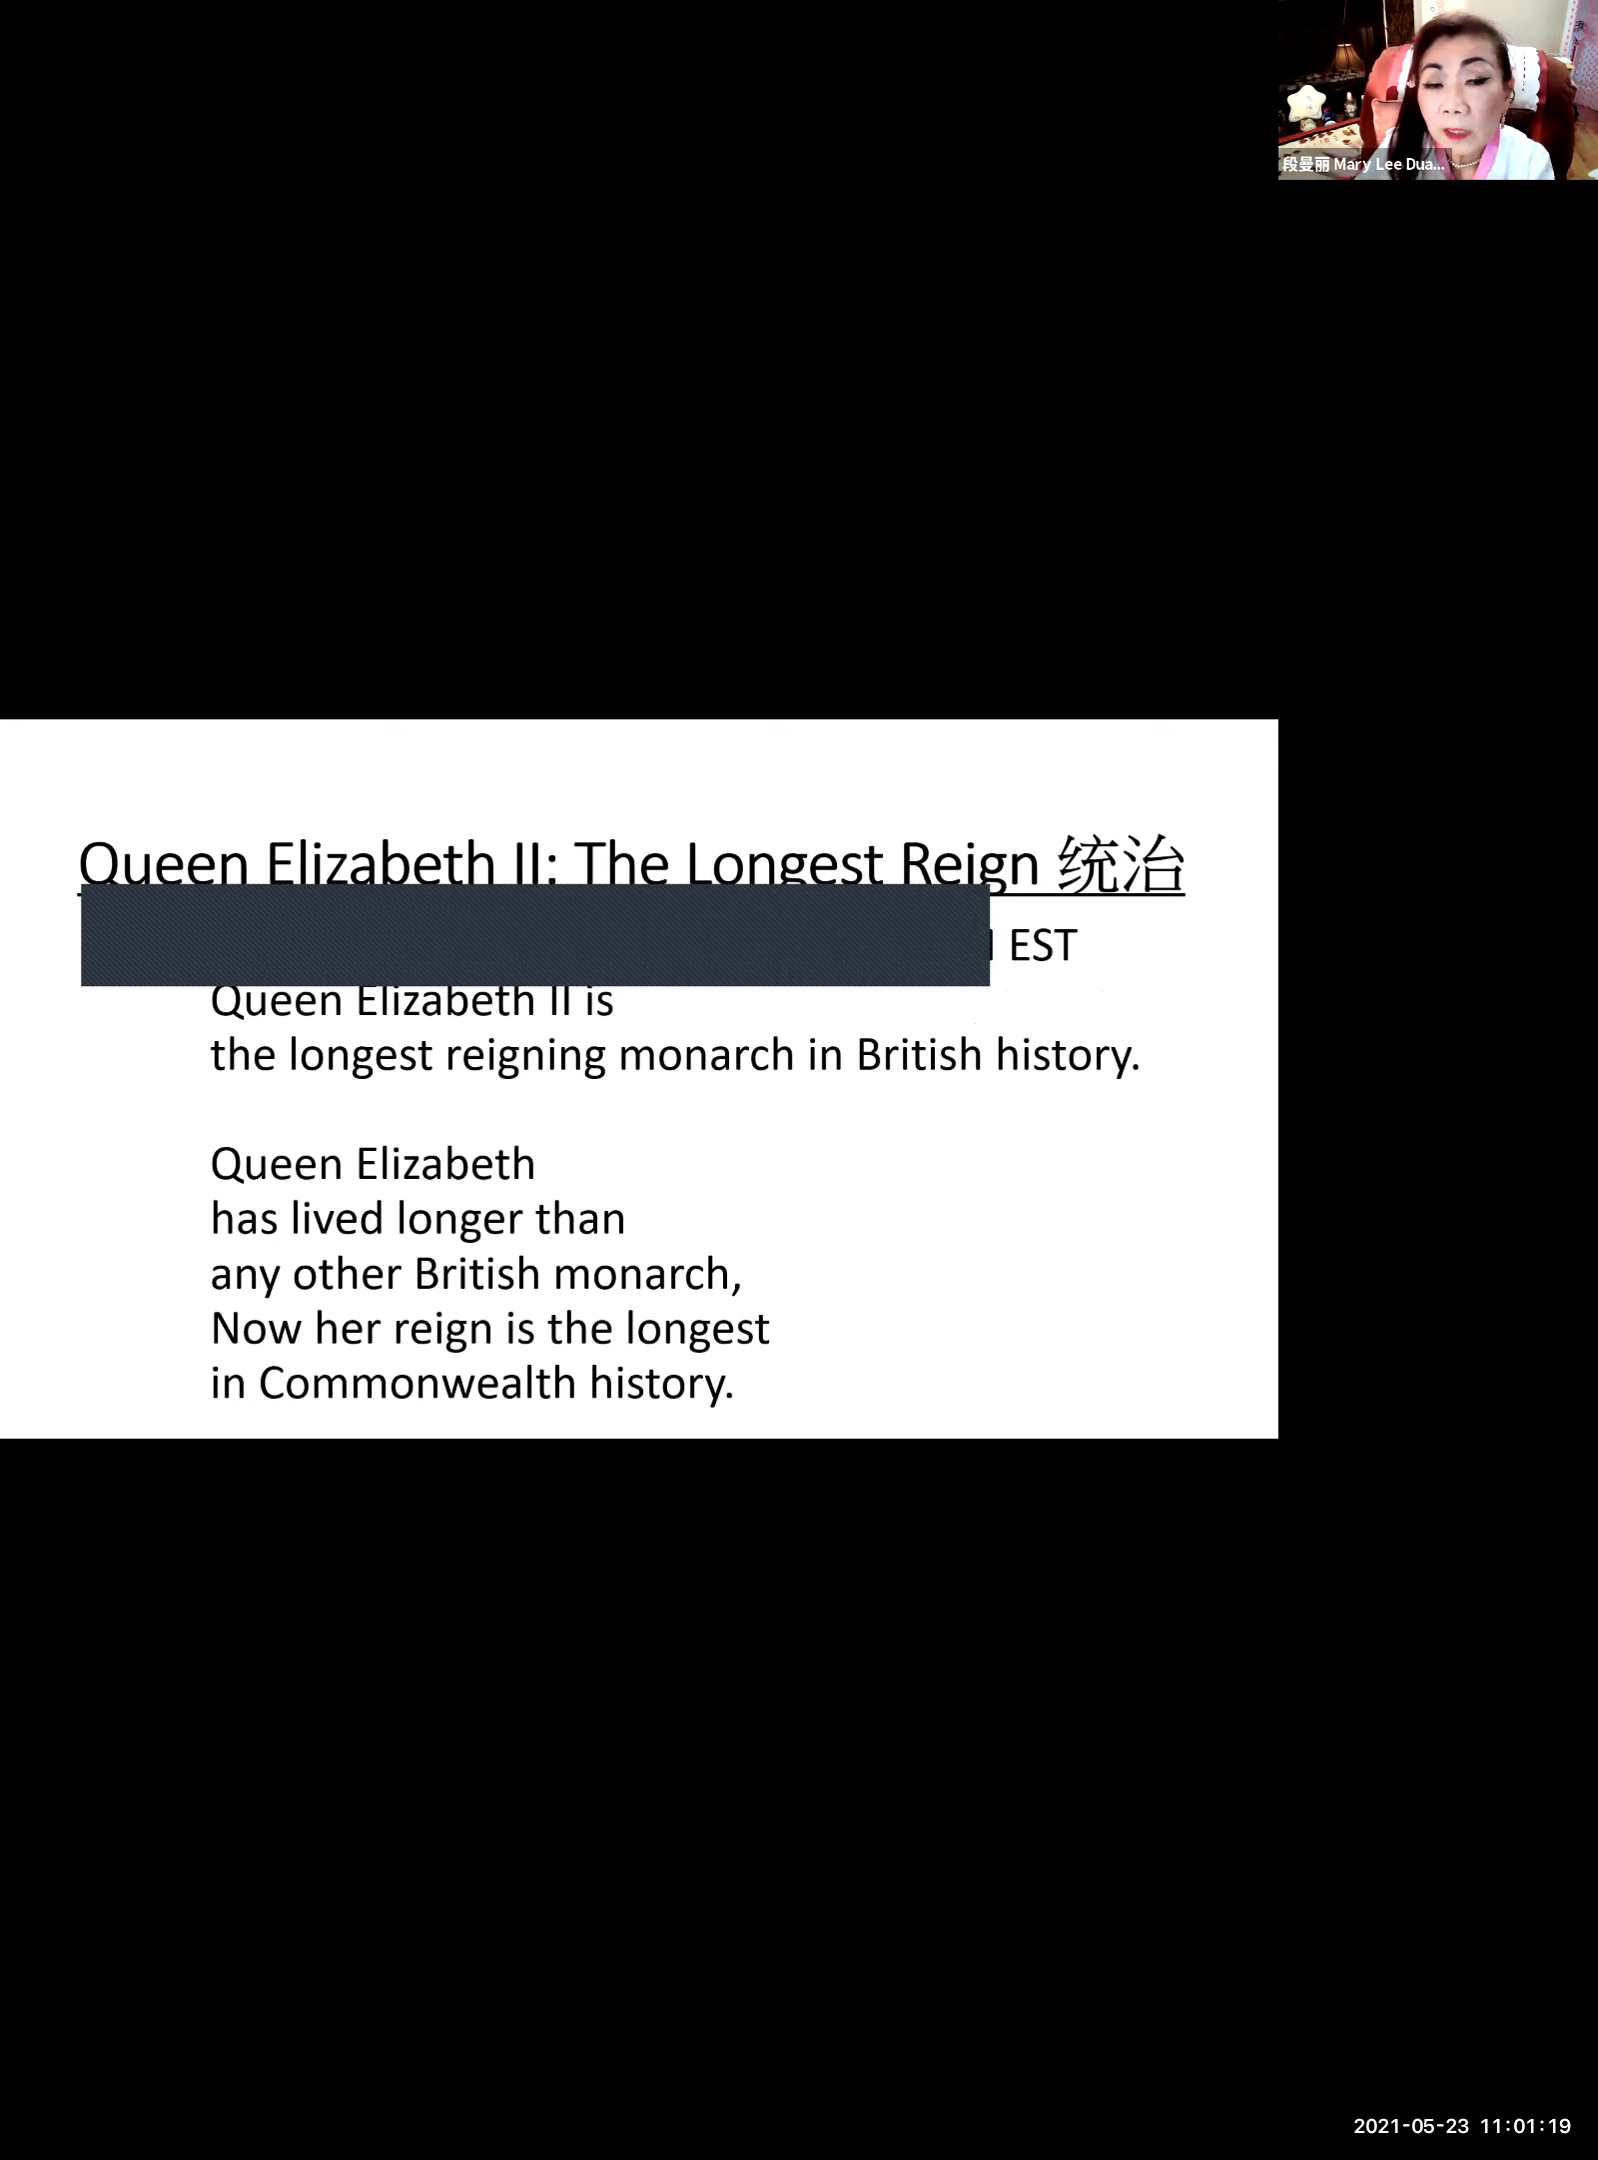 段曼丽 Mary Lee Dua...
Queen Elizabeth II: The Longest Reign 统治
EST
Queen Elizabeth II is
the longest reigning monarch in British history.
Queen Elizabeth
has lived longer than
any other British monarch,
Now her reign is the longest
in Commonwealth history.
2021-05-23 11:01:19